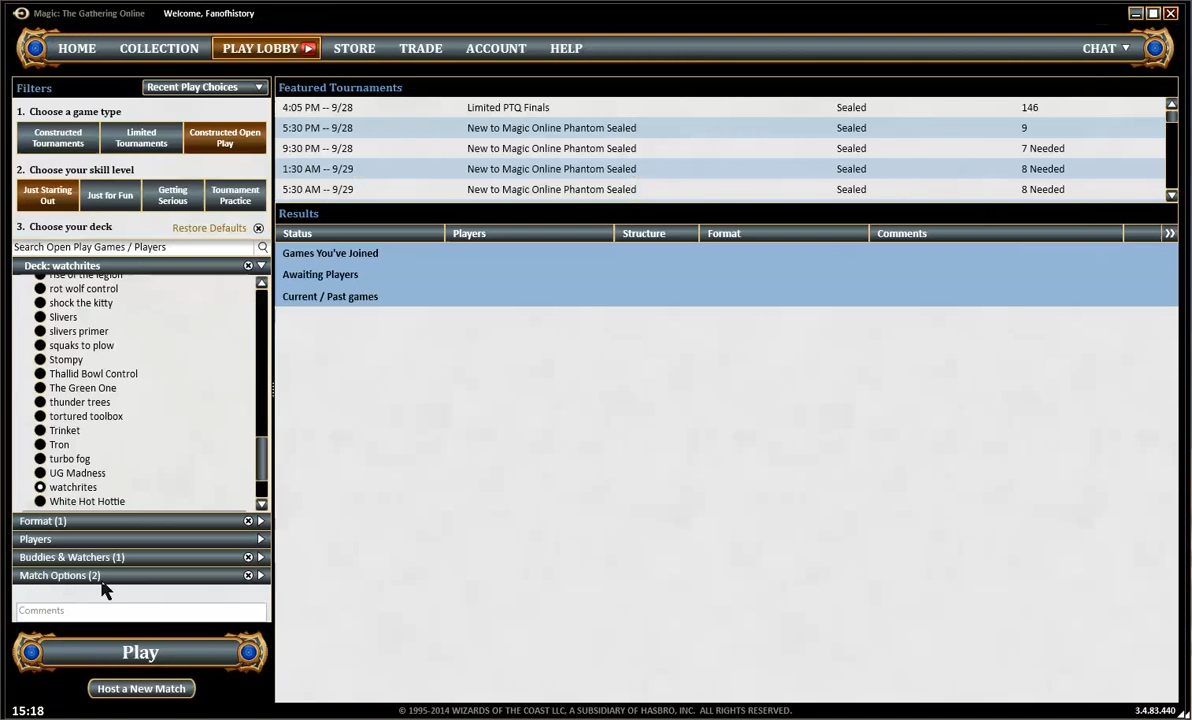 Magic: The Gathering Online Welcome, Fanofhistory
HOME COLLECTION PLAY LOBBY STORE TRADE ACCOUNT HELP CHAT
Filters Recent Play Choices
1. Choose a game type
Constructed Tournaments Limited Tournaments Constructed Open Play
2. Choose your skill level
Just Starting Out Just for Fun Getting Serious Tournament Practice
3. Choose your deck Restore Defaults
Search Open Play Games / Players
Deck: watchrites
rise of the legion
rot wolf control
shock the kitty
Slivers
slivers primer
squaks to plow
Stompy
Thallid Bowl Control
The Green One
thunder trees
tortured toolbox
Trinket
Tron
turbo fog
UG Madness
watchrites
White Hot Hottie
Format (1)
Players
Buddies & Watchers (1)
Match Options (2)
Comments
Play
Host a New Match
15:18
Featured Tournaments
4:05 PM -- 9/28 Limited PTQ Finals Sealed 146
5:30 PM -- 9/28 New to Magic Online Phantom Sealed Sealed 9
9:30 PM -- 9/28 New to Magic Online Phantom Sealed Sealed 7 Needed
1:30 AM -- 9/29 New to Magic Online Phantom Sealed Sealed 8 Needed
5:30 AM -- 9/29 New to Magic Online Phantom Sealed Sealed 8 Needed
Results
Status Players Structure Format Comments
Games You've Joined
Awaiting Players
Current / Past games
© 1995-2014 WIZARDS OF THE COAST LLC. A SUBSIDIARY OF HASBRO, INC. ALL RIGHTS RESERVED. 3.4.83.440